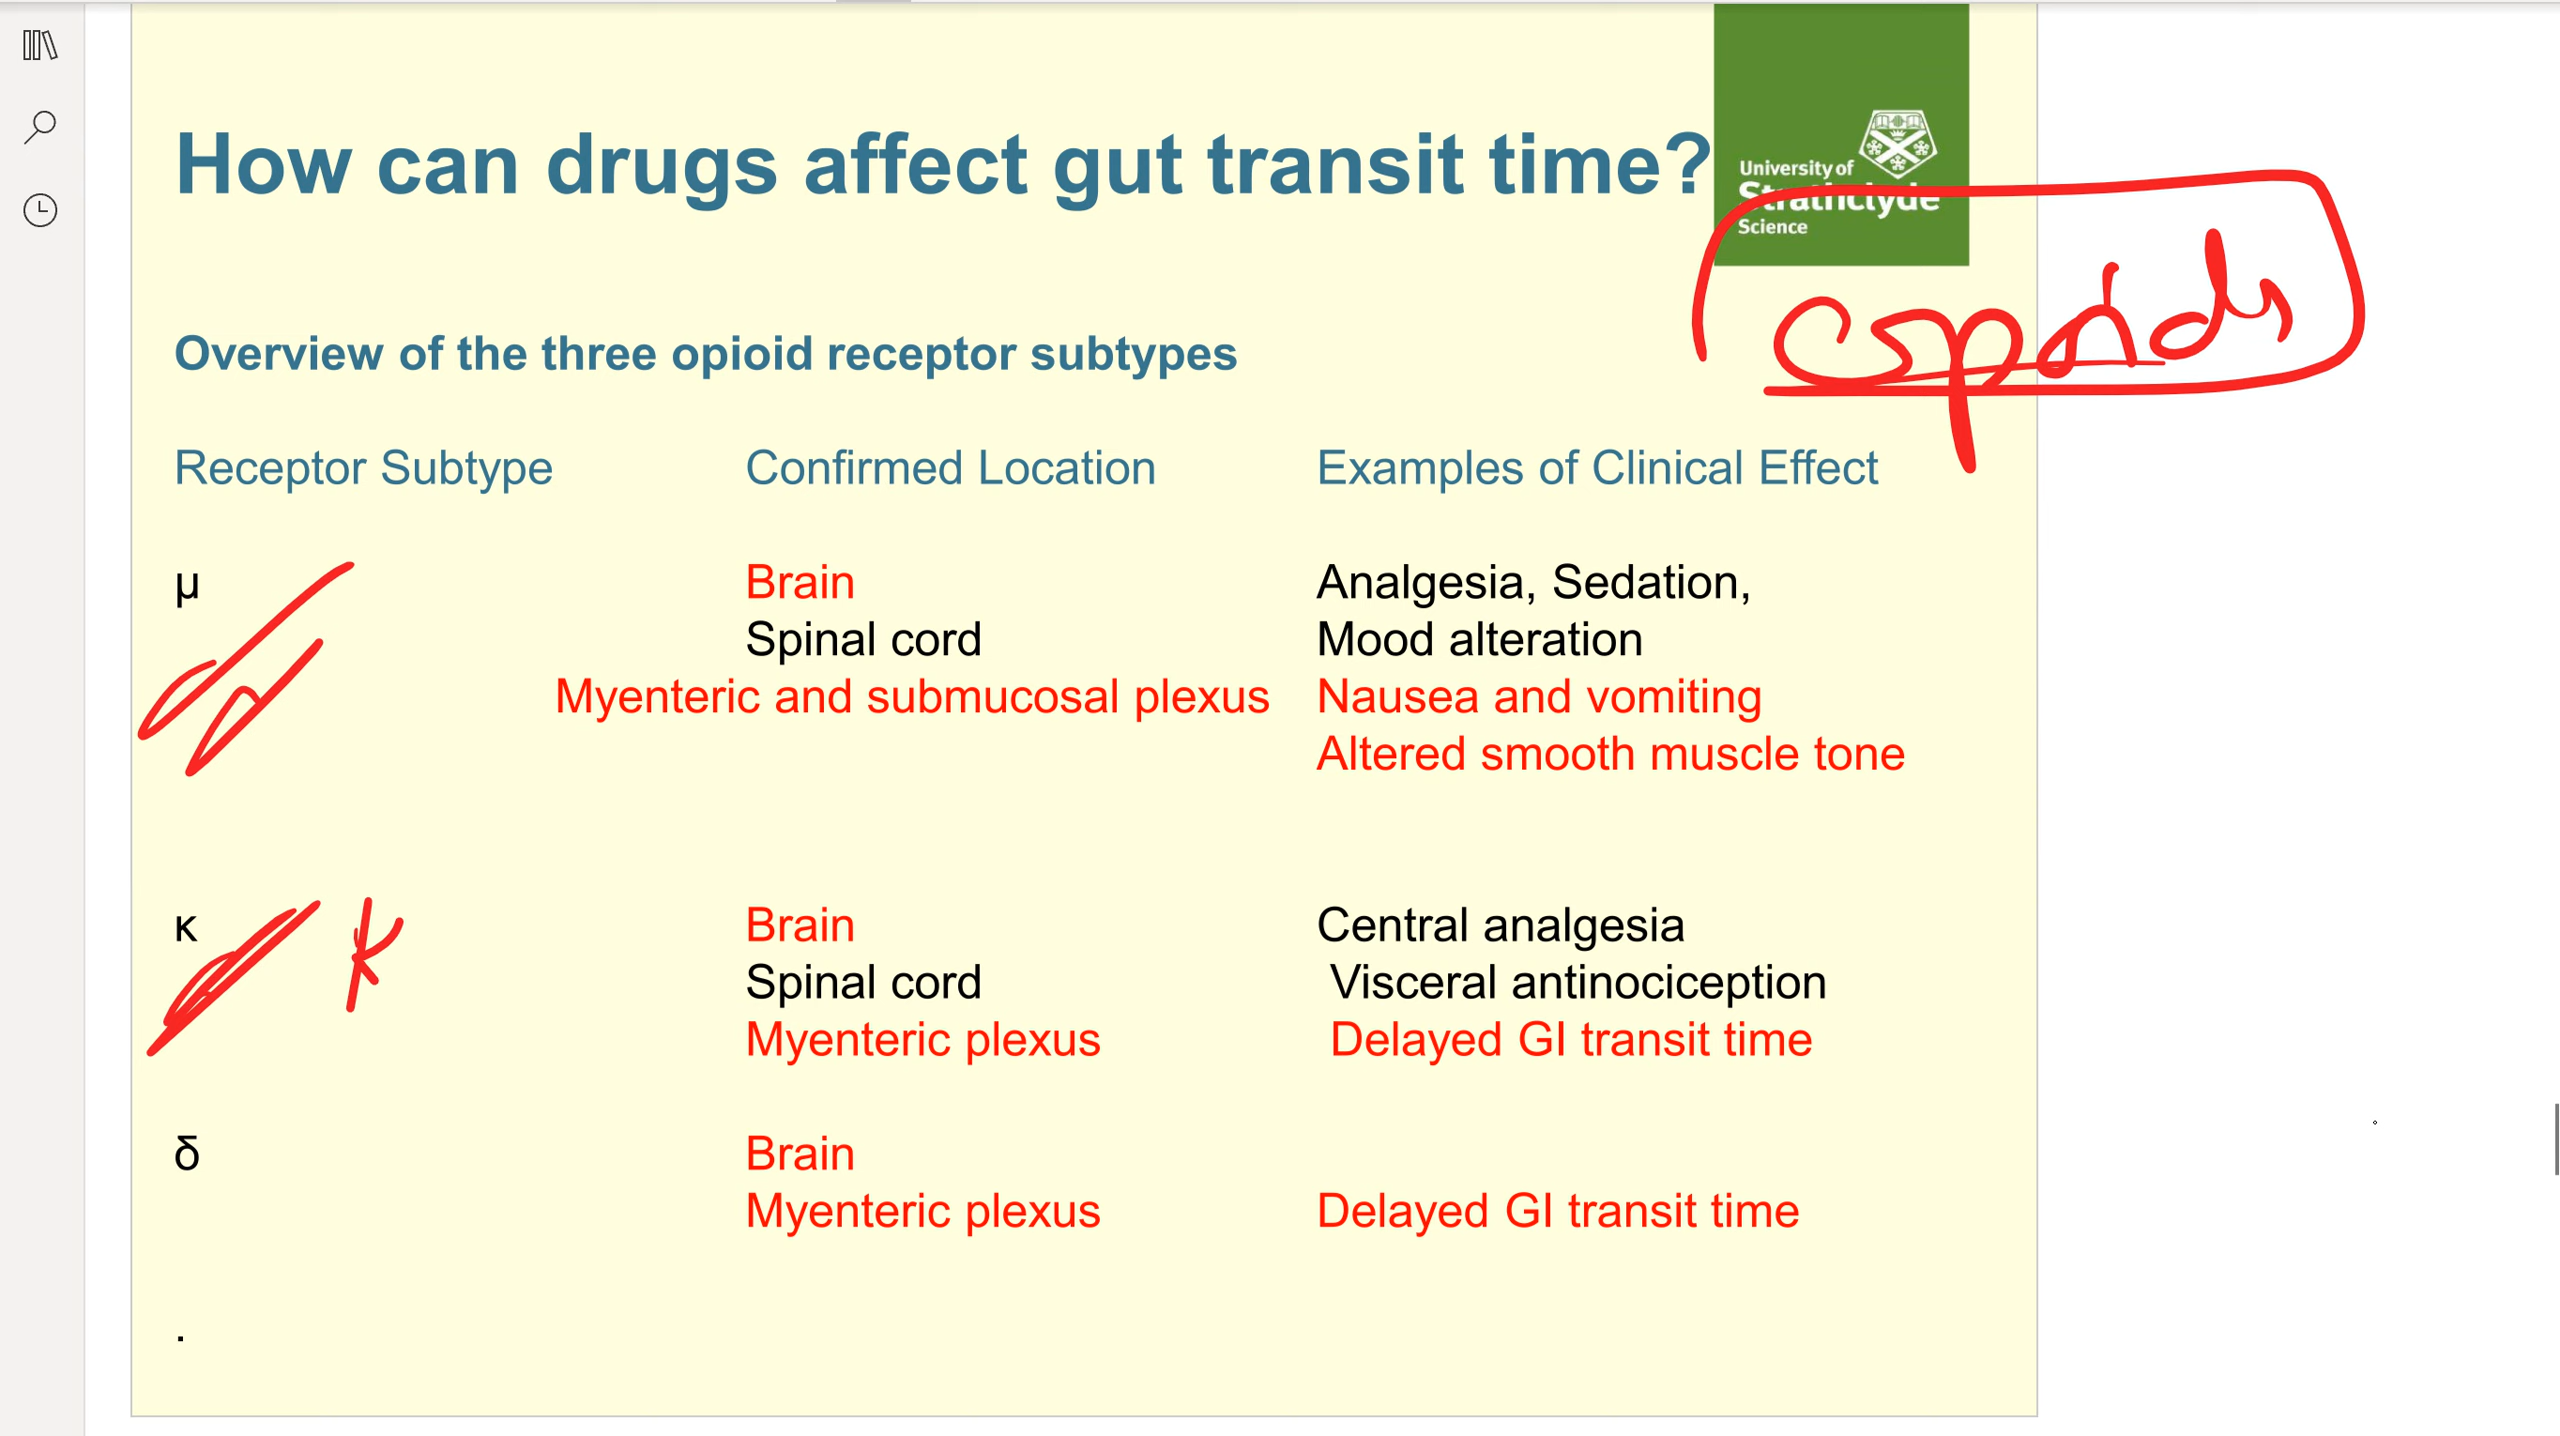 How can drugs affect gut transit time?
University of
Strathclyde
Science
opioids
Overview of the three opioid receptor subtypes
Receptor Subtype Confirmed Location Examples of Clinical Effect
μ Brain Analgesia, Sedation,
Spinal cord Mood alteration
Myenteric and submucosal plexus Nausea and vomiting
Altered smooth muscle tone
κ K Brain Central analgesia
Spinal cord Visceral antinociception
Myenteric plexus Delayed GI transit time
δ Brain
Myenteric plexus Delayed GI transit time
.